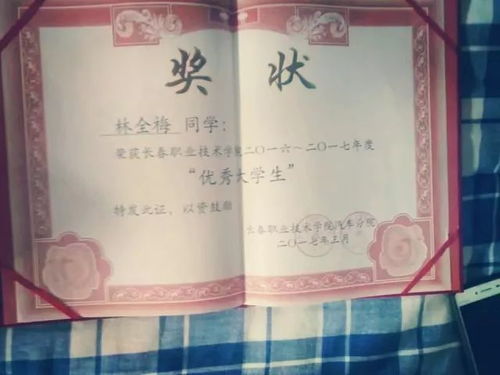 奖状
林全梅 同学：
荣获长春职业技术学院二〇一六～二〇一七年度
“优秀大学生”
特发此证，以资鼓励
长春职业技术学院汽车分院
二〇一七年三月